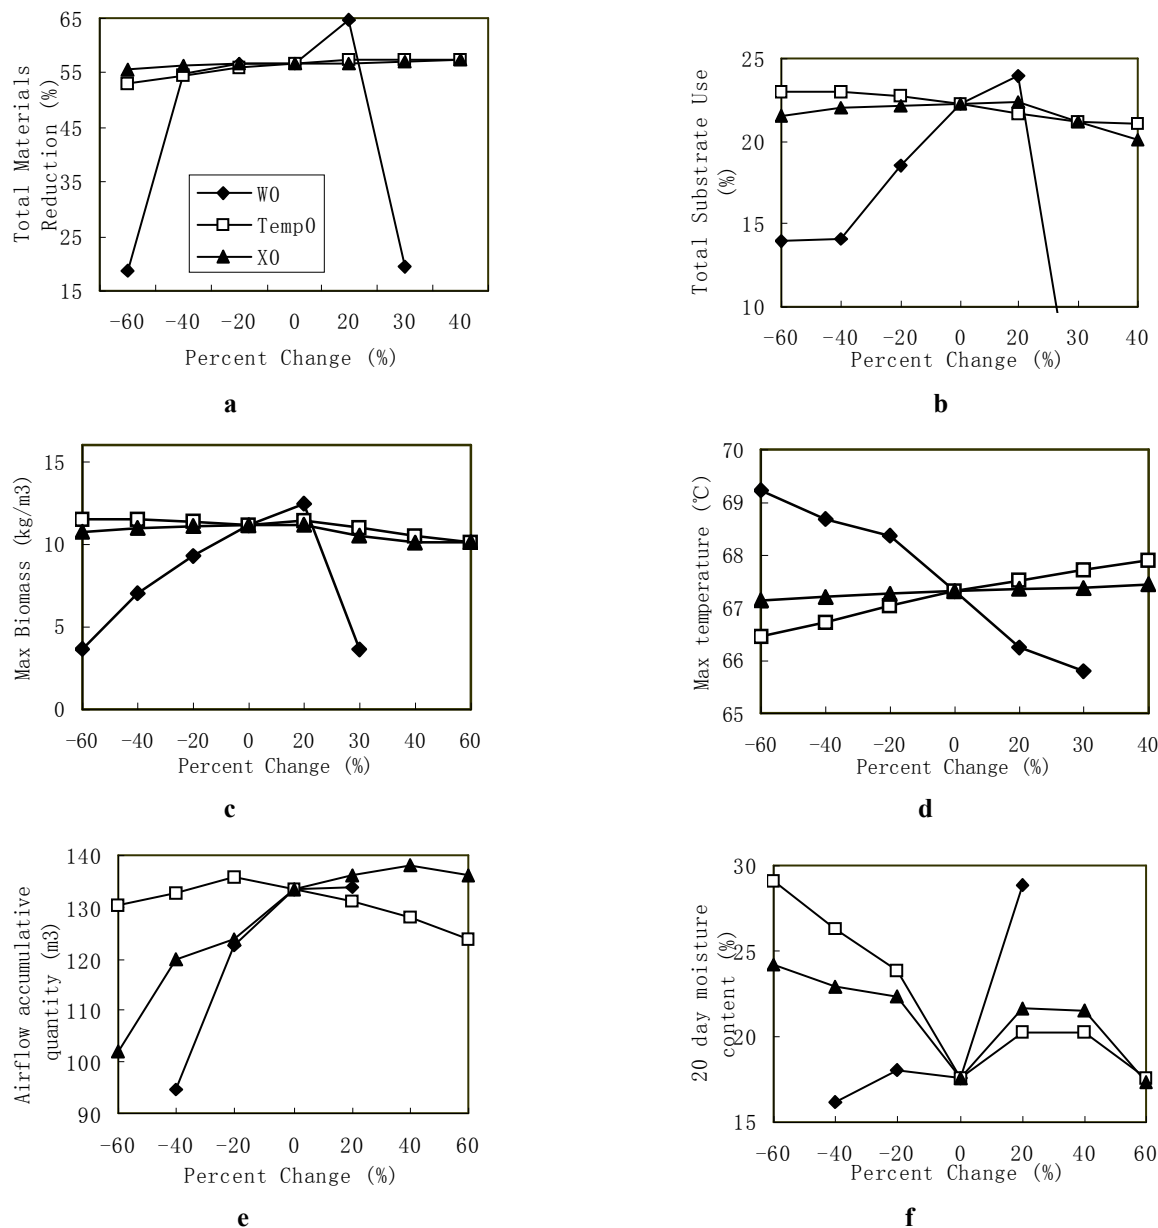 Total Materials
Reduction (%)
65
55
45
35
25
15
W0
Temp0
X0
-60 -40 -20 0 20 30 40
Percent Change (%)
a
Total Substrate Use
(%)
25
20
15
10
-60 -40 -20 0 20 30 40
Percent Change (%)
b
Max Biomass (kg/m3)
15
10
5
0
-60 -40 -20 0 20 30 40 60
Percent Change (%)
c
Max temperature (℃)
70
69
68
67
66
65
-60 -40 -20 0 20 30 40
Percent Change (%)
d
Airflow accumulative
quantity (m3)
140
130
120
110
100
90
-60 -40 -20 0 20 40 60
Percent Change (%)
e
20 day moisture
content (%)
30
25
20
15
-60 -40 -20 0 20 40 60
Percent Change (%)
f